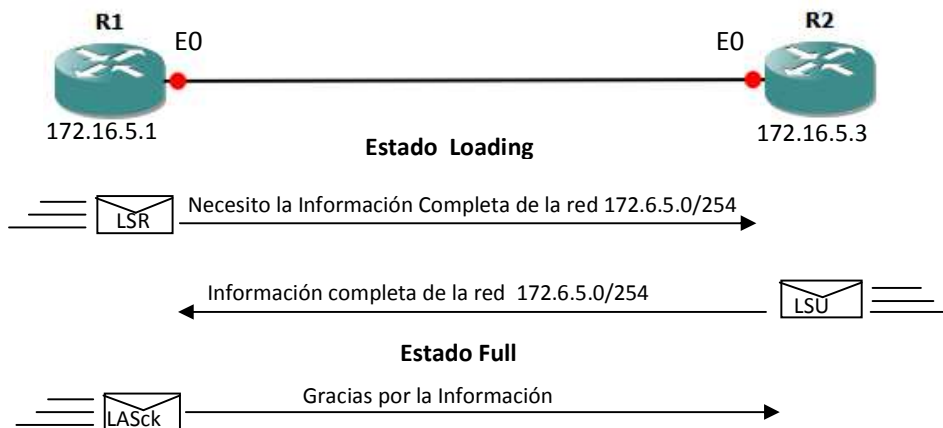 R1
R2
E0
E0
172.16.5.1
172.16.5.3
Estado Loading
LSR
Necesito la Información Completa de la red 172.6.5.0/254
Información completa de la red 172.6.5.0/254
LSU
Estado Full
LASck
Gracias por la Información